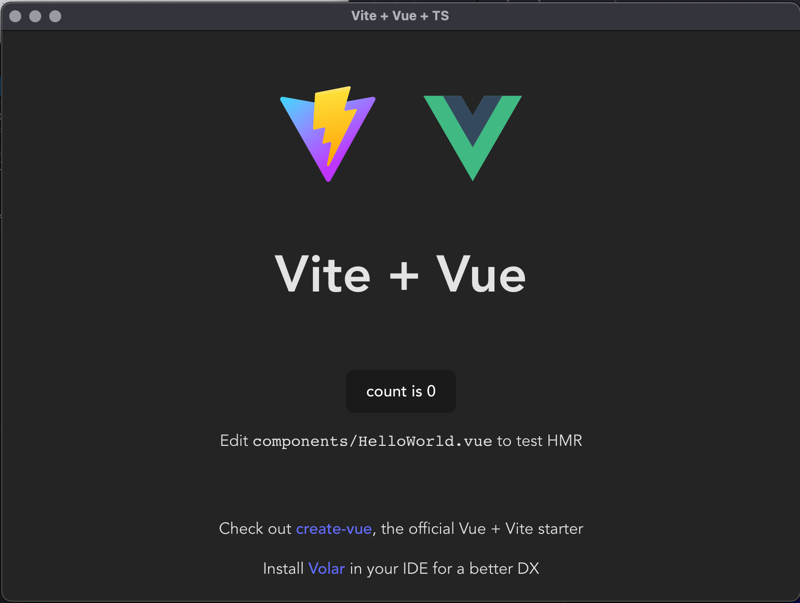 Vite + Vue + TS
Vite + Vue
count is 0
Edit components/HelloWorld.vue to test HMR
Check out create-vue, the official Vue + Vite starter
Install Volar in your IDE for a better DX